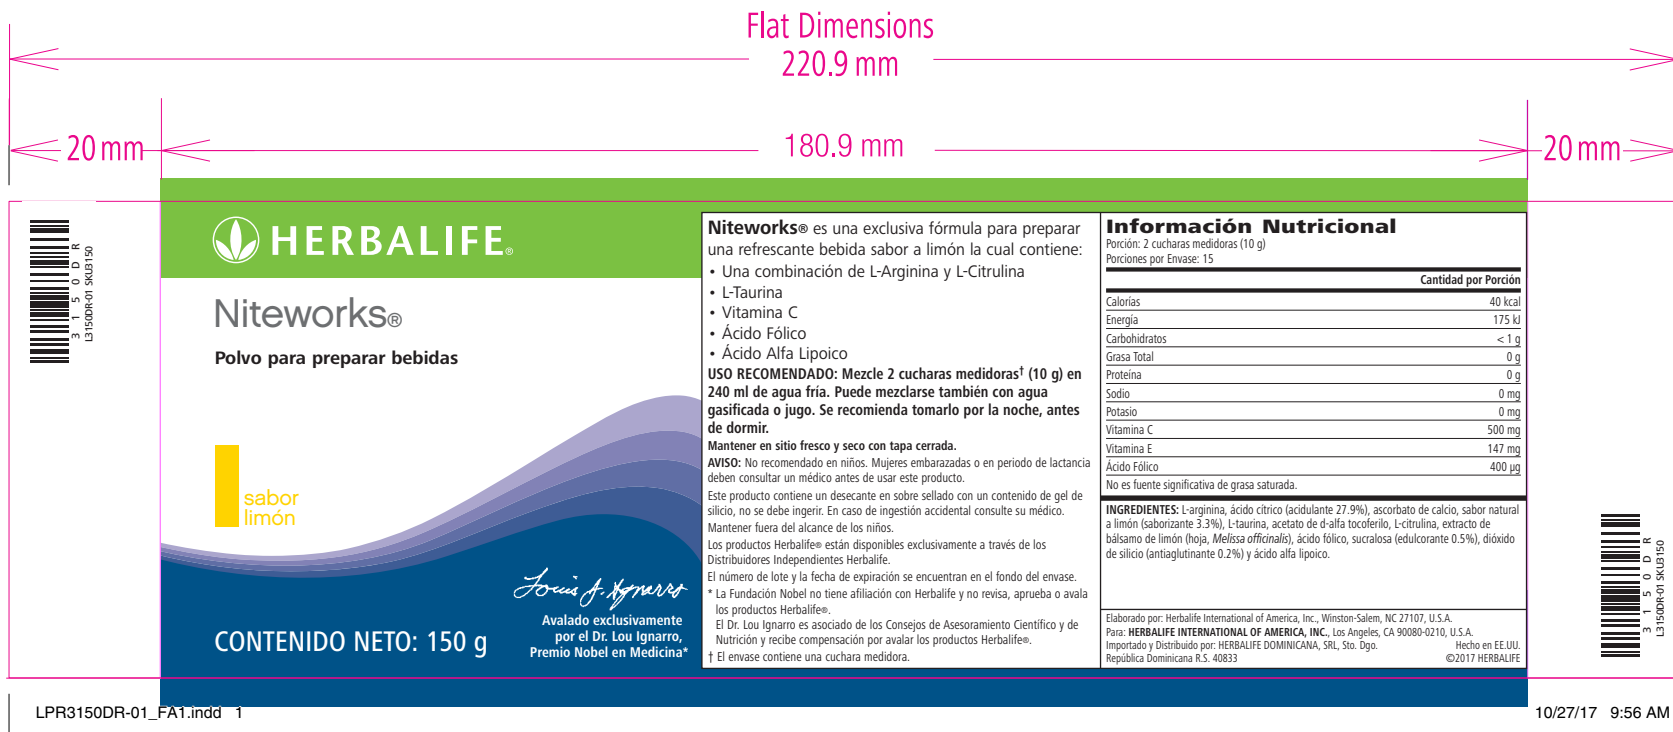 Flat Dimensions
220.9 mm
20 mm
180.9 mm
20 mm
3150DR
L3150DR-01 SKU3150
HERBALIFE®
Niteworks®
Polvo para preparar bebidas
sabor
limón
CONTENIDO NETO: 150 g
Louis J. Ignarro
Avalado exclusivamente
por el Dr. Lou Ignarro,
Premio Nobel en Medicina*
Niteworks® es una exclusiva fórmula para preparar
una refrescante bebida sabor a limón la cual contiene:
• Una combinación de L-Arginina y L-Citrulina
• L-Taurina
• Vitamina C
• Ácido Fólico
• Ácido Alfa Lipoico
USO RECOMENDADO: Mezcle 2 cucharas medidoras† (10 g) en
240 ml de agua fría. Puede mezclarse también con agua
gasificada o jugo. Se recomienda tomarlo por la noche, antes
de dormir.
Mantener en sitio fresco y seco con tapa cerrada.
AVISO: No recomendado en niños. Mujeres embarazadas o en periodo de lactancia
deben consultar un médico antes de usar este producto.
Este producto contiene un desecante en sobre sellado con un contenido de gel de
silicio, no se debe ingerir. En caso de ingestión accidental consulte su médico.
Mantener fuera del alcance de los niños.
Los productos Herbalife® están disponibles exclusivamente a través de los
Distribuidores Independientes Herbalife.
El número de lote y la fecha de expiración se encuentran en el fondo del envase.
* La Fundación Nobel no tiene afiliación con Herbalife y no revisa, aprueba o avala
los productos Herbalife®.
El Dr. Lou Ignarro es asociado de los Consejos de Asesoramiento Científico y de
Nutrición y recibe compensación por avalar los productos Herbalife®.
† El envase contiene una cuchara medidora.
Información Nutricional
Porción: 2 cucharas medidoras (10 g)
Porciones por Envase: 15
Cantidad por Porción
Calorías 40 kcal
Energía 175 kJ
Carbohidratos < 1 g
Grasa Total 0 g
Proteína 0 g
Sodio 0 mg
Potasio 0 mg
Vitamina C 500 mg
Vitamina E 147 mg
Ácido Fólico 400 µg
No es fuente significativa de grasa saturada.
INGREDIENTES: L-arginina, ácido cítrico (acidulante 27.9%), ascorbato de calcio, sabor natural
a limón (saborizante 3.3%), L-taurina, acetato de d-alfa tocoferilo, L-citrulina, extracto de
bálsamo de limón (hoja, Melissa officinalis), ácido fólico, sucralosa (edulcorante 0.5%), dióxido
de silicio (antiaglutinante 0.2%) y ácido alfa lipoico.
Elaborado por: Herbalife International of America, Inc., Winston-Salem, NC 27107, U.S.A.
Para: HERBALIFE INTERNATIONAL OF AMERICA, INC., Los Angeles, CA 90080-0210, U.S.A.
Importado y Distribuido por: HERBALIFE DOMINICANA, SRL, Sto. Dgo. Hecho en EE.UU.
República Dominicana R.S. 40833 ©2017 HERBALIFE
3150DR
L3150DR-01 SKU3150
LPR3150DR-01_FA1.indd 1
10/27/17 9:56 AM